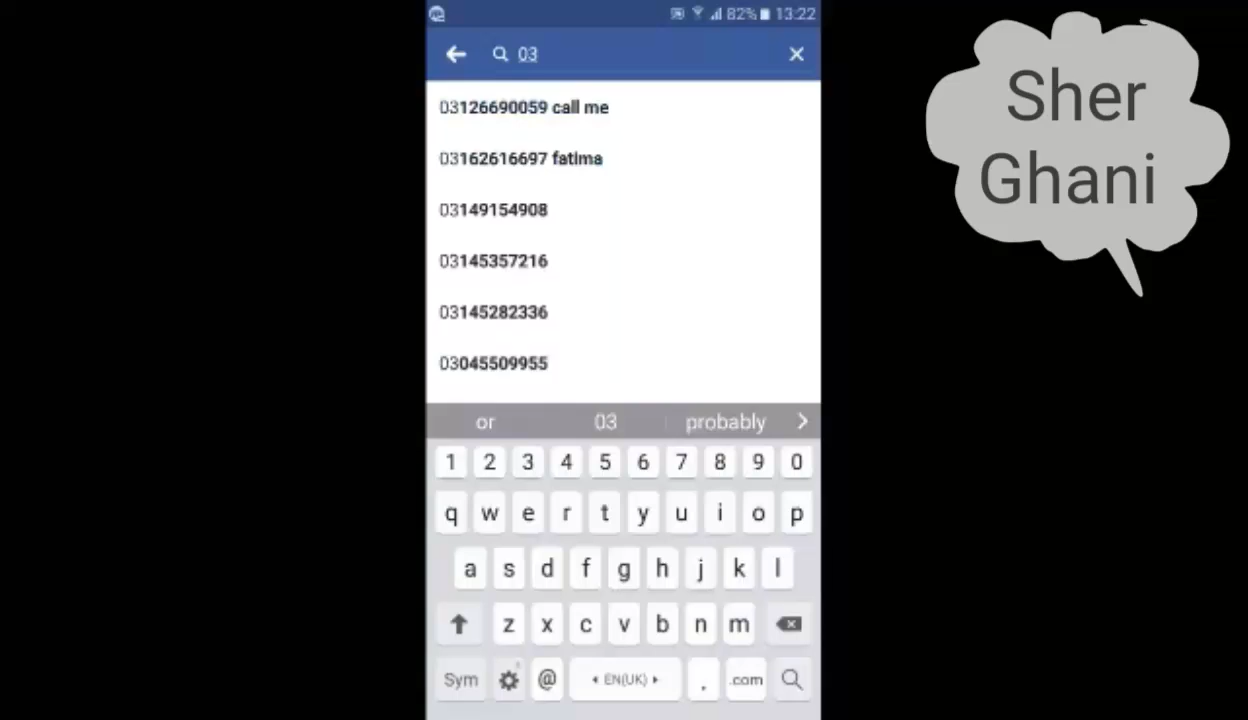 82% 13:22
03
03126690059 call me
03162616697 fatima
03149154908
03145357216
03145282336
03045509955
or 03 probably
1 2 3 4 5 6 7 8 9 0
q w e r t y u i o p
a s d f g h j k l
z x c v b n m
Sym @ EN(UK) . .com
Sher
Ghani